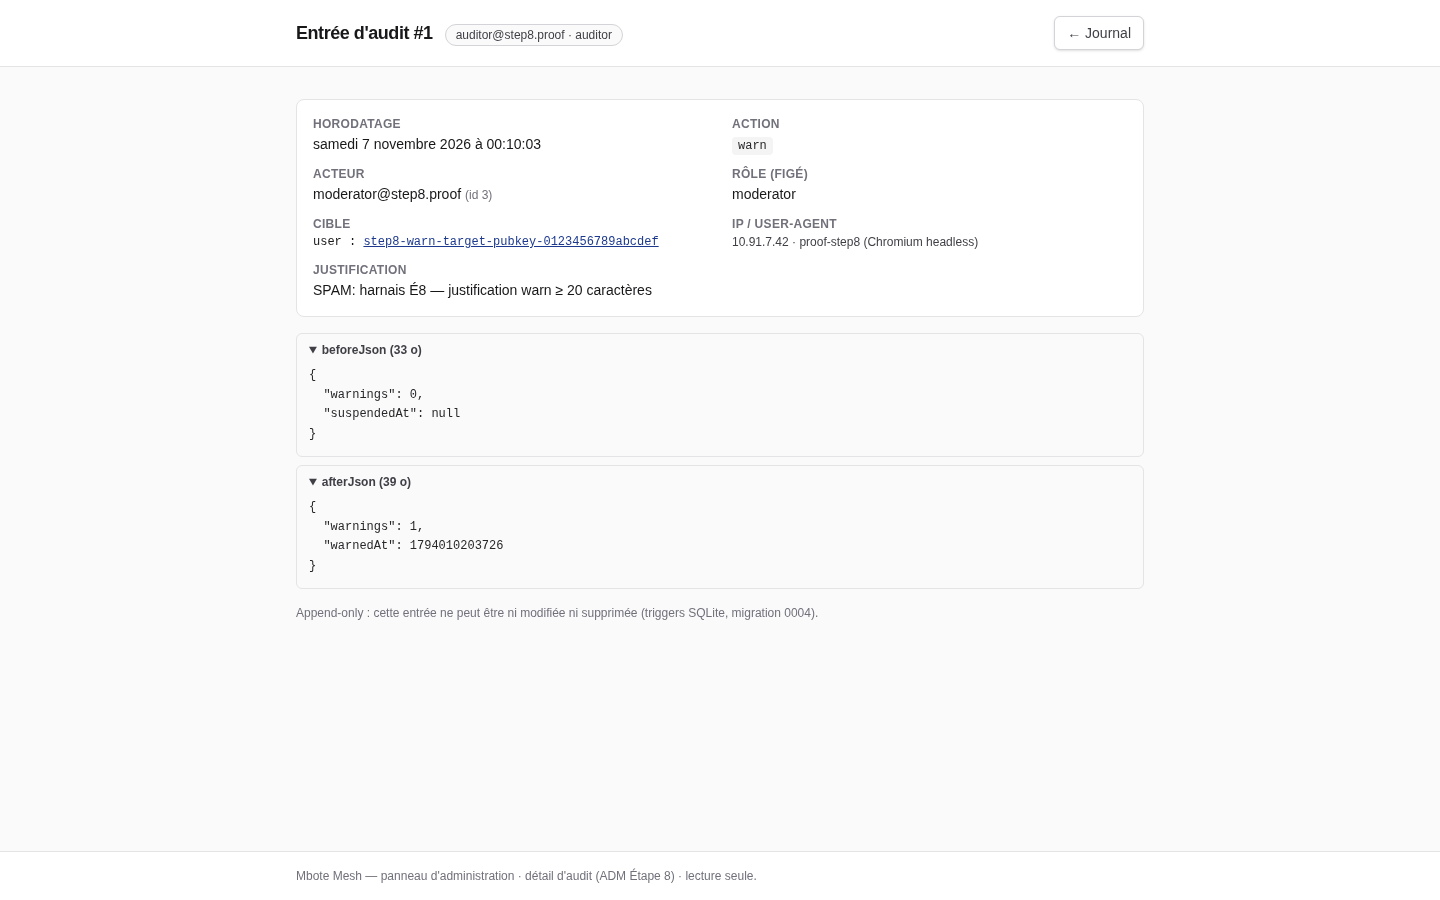 Entrée d'audit #1
auditor@step8.proof · auditor
← Journal
HORODATAGE
samedi 7 novembre 2026 à 00:10:03
ACTION
warn
ACTEUR
moderator@step8.proof (id 3)
RÔLE (FIGÉ)
moderator
CIBLE
user : step8-warn-target-pubkey-0123456789abcdef
IP / USER-AGENT
10.91.7.42 · proof-step8 (Chromium headless)
JUSTIFICATION
SPAM: harnais É8 — justification warn ≥ 20 caractères
▼ beforeJson (33 o)
{
  "warnings": 0,
  "suspendedAt": null
}
▼ afterJson (39 o)
{
  "warnings": 1,
  "warnedAt": 1794010203726
}
Append-only : cette entrée ne peut être ni modifiée ni supprimée (triggers SQLite, migration 0004).
Mbote Mesh — panneau d'administration · détail d'audit (ADM Étape 8) · lecture seule.